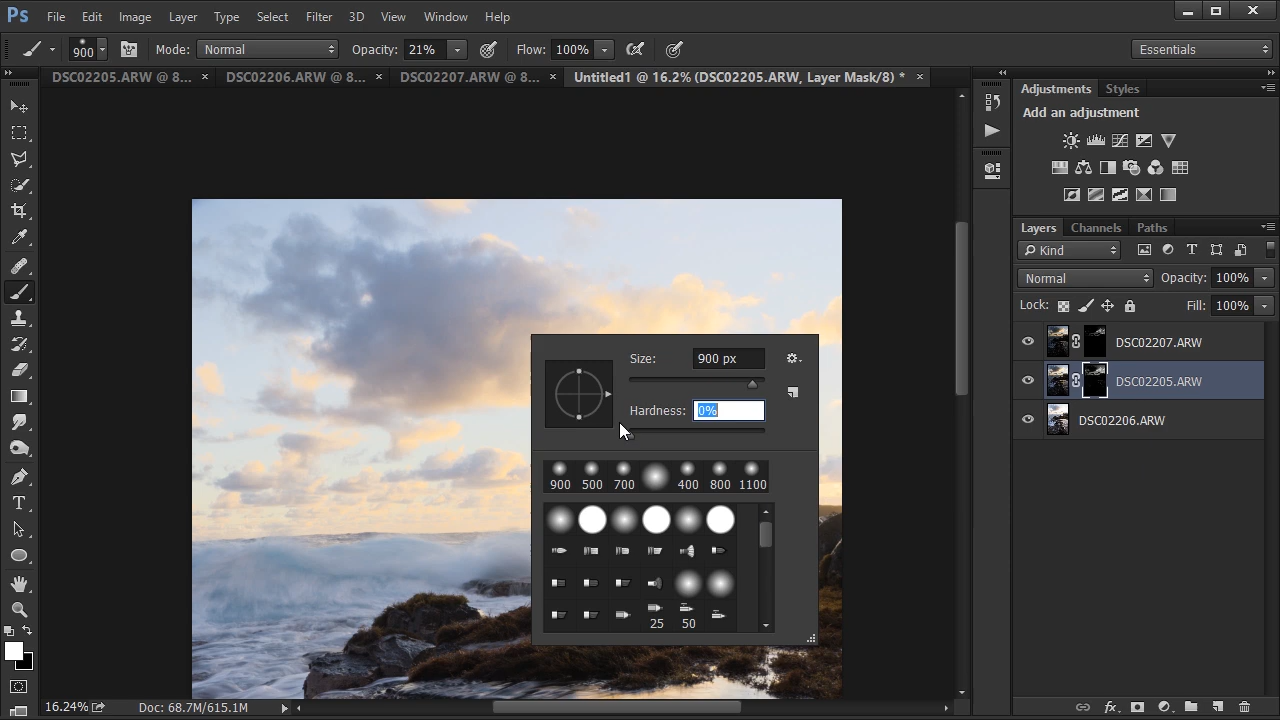 Ps File Edit Image Layer Type Select Filter 3D View Window Help
900 Mode: Normal Opacity: 21% Flow: 100% Essentials
DSC02205.ARW @ 8... × DSC02206.ARW @ 8... × DSC02207.ARW @ 8... × Untitled1 @ 16.2% (DSC02205.ARW, Layer Mask/8) * ×
Adjustments Styles
Add an adjustment
Layers Channels Paths
Kind
Normal Opacity: 100%
Lock: Fill: 100%
DSC02207.ARW
DSC02205.ARW
DSC02206.ARW
Size: 900 px
Hardness: 0%
900 500 700 400 800 1100
25 50
16.24% Doc: 68.7M/615.1M